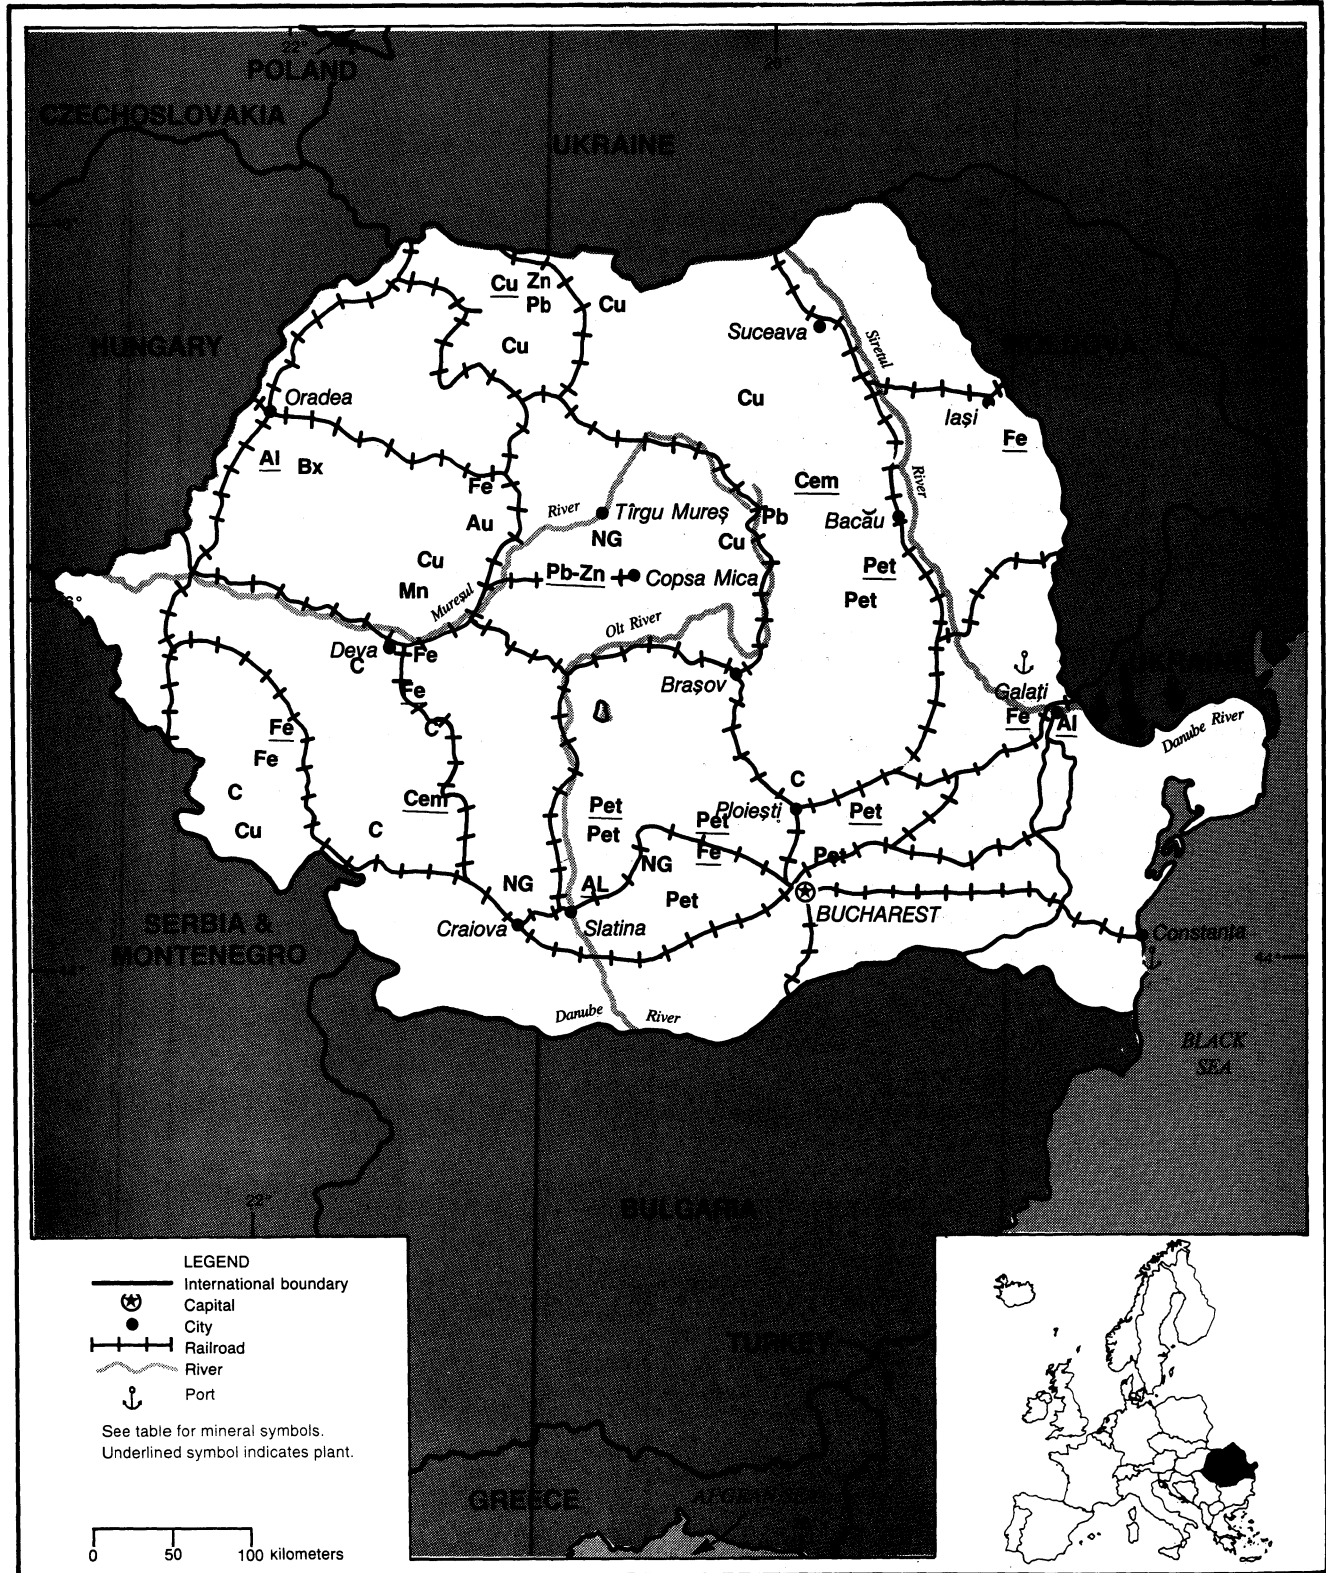 22°
POLAND
CZECHOSLOVAKIA
UKRAINE
HUNGARY
Cu
Zn
Pb
Cu
Cu
Suceava
Siretul
Oradea
Cu
Iași
Fe
Al
Bx
Fe
Cem
River
Au
River
Tîrgu Mureș
Pb
Bacău
NG
Cu
Cu
Pb-Zn
Copsa Mica
Pet
Mn
Mureșul
Pet
Olt River
Deva
C
Fe
Brașov
Fe
Galați
Fe
Al
Danube River
Fe
C
Fe
C
C
Cem
Pet
Ploiești
Pet
Pet
Cu
C
Pet
Fe
Pet
NG
NG
AL
Pet
BUCHAREST
Craiova
Slatina
Constanța
SERBIA &
MONTENEGRO
44°
Danube
River
BLACK
SEA
22°
BULGARIA
TURKEY
GREECE
LEGEND
International boundary
Capital
City
Railroad
River
Port
See table for mineral symbols.
Underlined symbol indicates plant.
0 50 100 kilometers